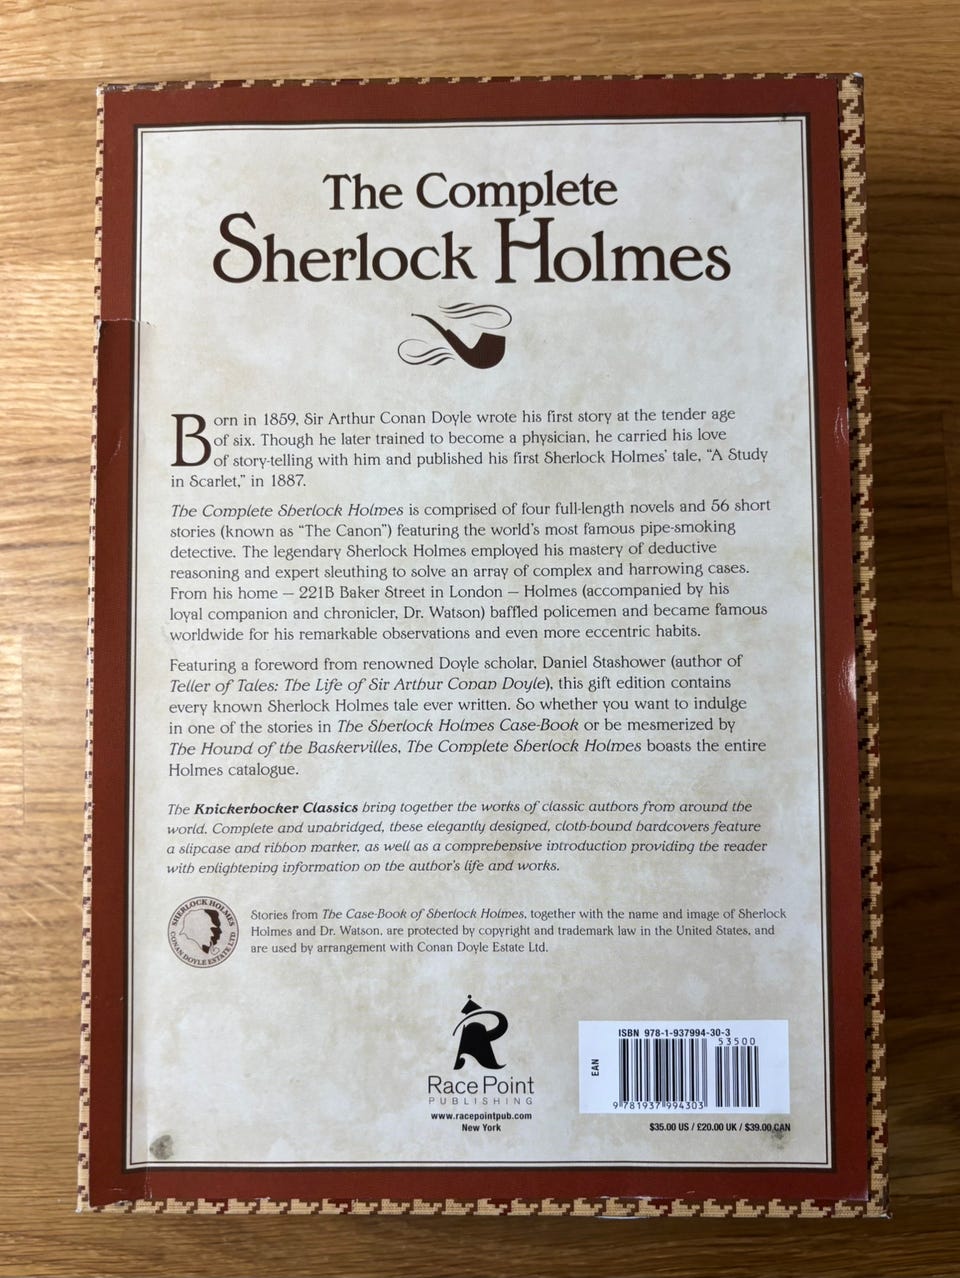 The Complete
Sherlock Holmes
Born in 1859, Sir Arthur Conan Doyle wrote his first story at the tender age
of six. Though he later trained to become a physician, he carried his love
of story-telling with him and published his first Sherlock Holmes' tale, “A Study
in Scarlet,” in 1887.
The Complete Sherlock Holmes is comprised of four full-length novels and 56 short
stories (known as “The Canon”) featuring the world's most famous pipe-smoking
detective. The legendary Sherlock Holmes employed his mastery of deductive
reasoning and expert sleuthing to solve an array of complex and harrowing cases.
From his home – 221B Baker Street in London – Holmes (accompanied by his
loyal companion and chronicler, Dr. Watson) baffled policemen and became famous
worldwide for his remarkable observations and even more eccentric habits.
Featuring a foreword from renowned Doyle scholar, Daniel Stashower (author of
Teller of Tales: The Life of Sir Arthur Conan Doyle), this gift edition contains
every known Sherlock Holmes tale ever written. So whether you want to indulge
in one of the stories in The Sherlock Holmes Case-Book or be mesmerized by
The Hound of the Baskervilles, The Complete Sherlock Holmes boasts the entire
Holmes catalogue.
The Knickerbocker Classics bring together the works of classic authors from around the
world. Complete and unabridged, these elegantly designed, cloth-bound hardcovers feature
a slipcase and ribbon marker, as well as a comprehensive introduction providing the reader
with enlightening information on the author's life and works.
SHERLOCK HOLMES
CONAN DOYLE ESTATE LTD
Stories from The Case-Book of Sherlock Holmes, together with the name and image of Sherlock
Holmes and Dr. Watson, are protected by copyright and trademark law in the United States, and
are used by arrangement with Conan Doyle Estate Ltd.
R
Race Point
PUBLISHING
www.racepointpub.com
New York
ISBN 978-1-937994-30-3
53500
EAN
9 781937 994303
$35.00 US / £20.00 UK / $39.00 CAN